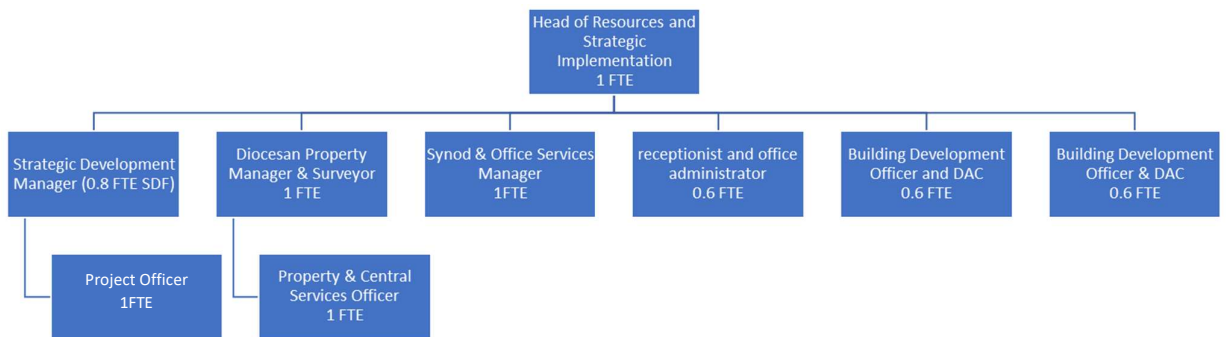 Head of Resources and
Strategic
Implementation
1 FTE
Strategic Development
Manager (0.8 FTE SDF)
Diocesan Property
Manager & Surveyor
1 FTE
Synod & Office Services
Manager
1FTE
receptionist and office
administrator
0.6 FTE
Building Development
Officer and DAC
0.6 FTE
Building Development
Officer & DAC
0.6 FTE
Project Officer
1FTE
Property & Central
Services Officer
1 FTE